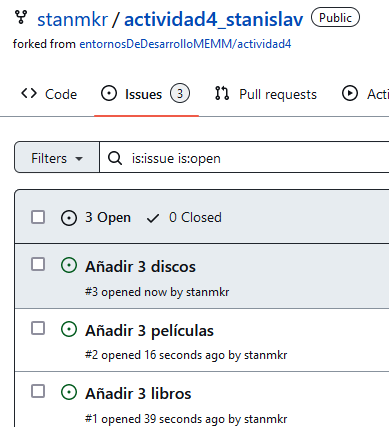 stanmkr / actividad4_stanislav Public
forked from entornosDeDesarrolloMEMM/actividad4
Code Issues 3 Pull requests
Filters is:issue is:open
3 Open 0 Closed
Añadir 3 discos
#3 opened now by stanmkr
Añadir 3 películas
#2 opened 16 seconds ago by stanmkr
Añadir 3 libros
#1 opened 39 seconds ago by stanmkr